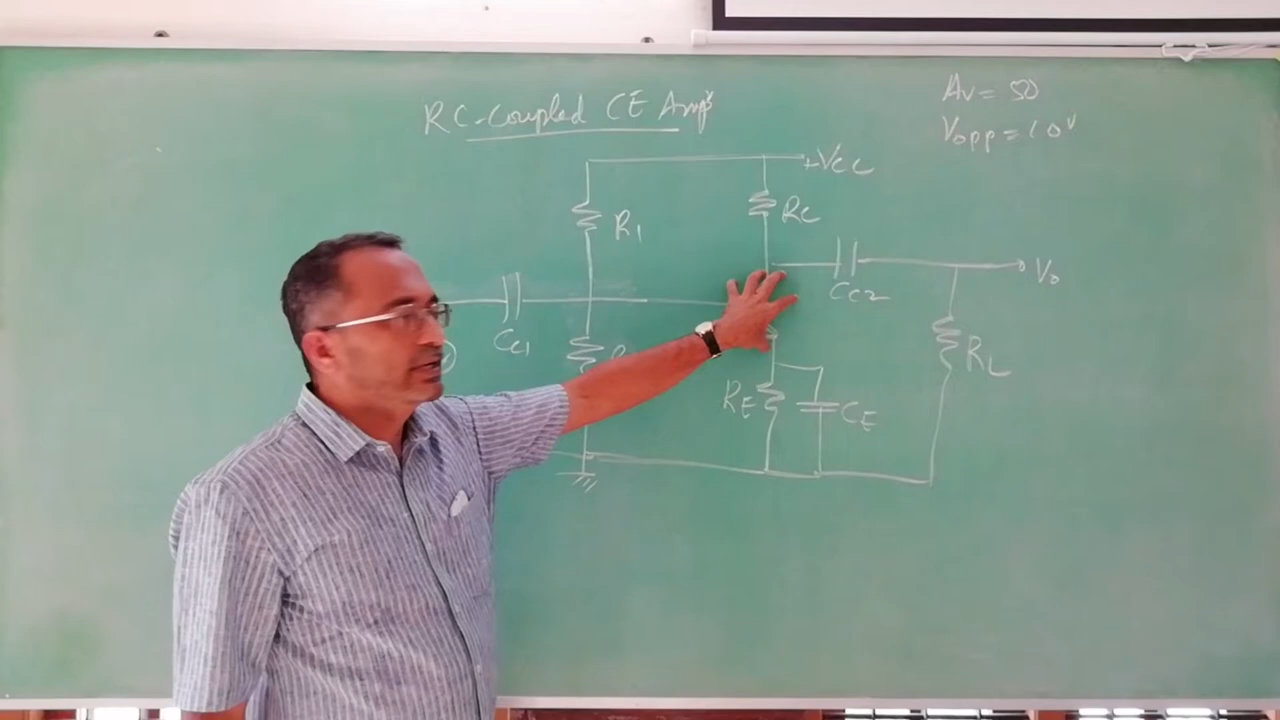 RC-Coupled CE Ampr
Av = 50
Vopp = 10V
+VCC
R1
RC
CC1
CC2
Vo
RL
RE
CE